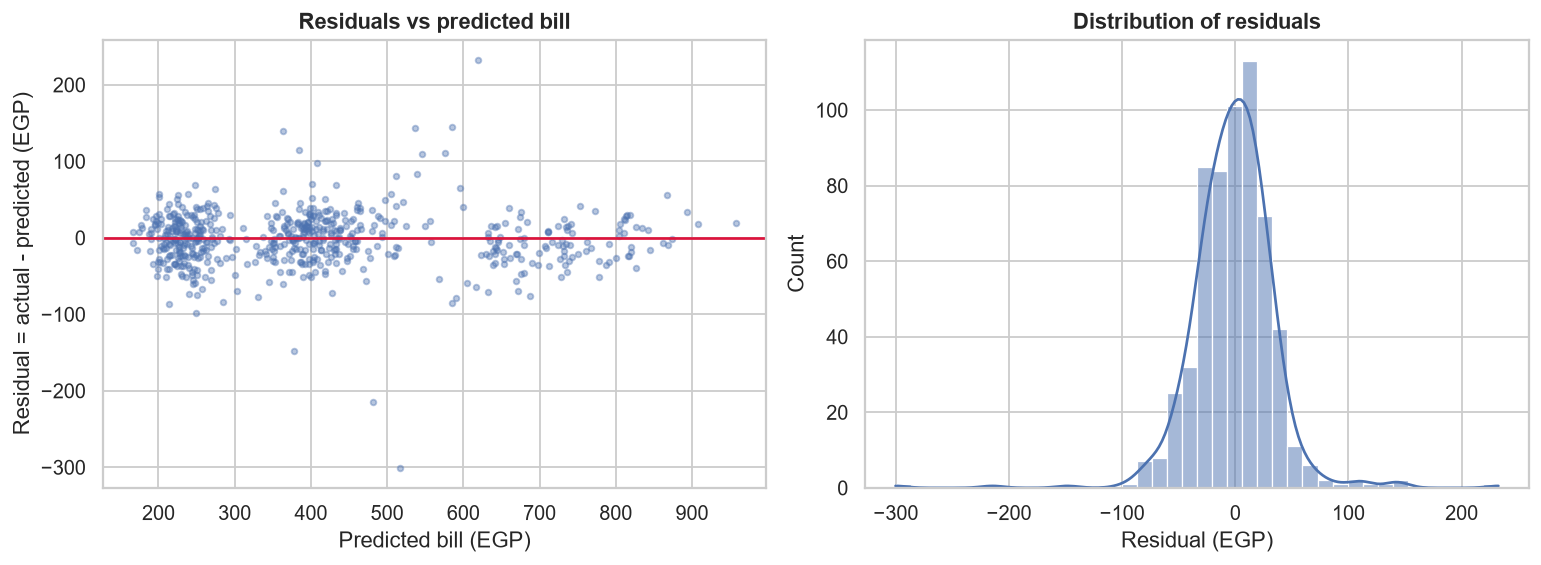 Residuals vs predicted bill
Residual = actual - predicted (EGP)
200
100
0
−100
−200
−300
200 300 400 500 600 700 800 900
Predicted bill (EGP)
Distribution of residuals
Count
100
80
60
40
20
0
−300 −200 −100 0 100 200
Residual (EGP)